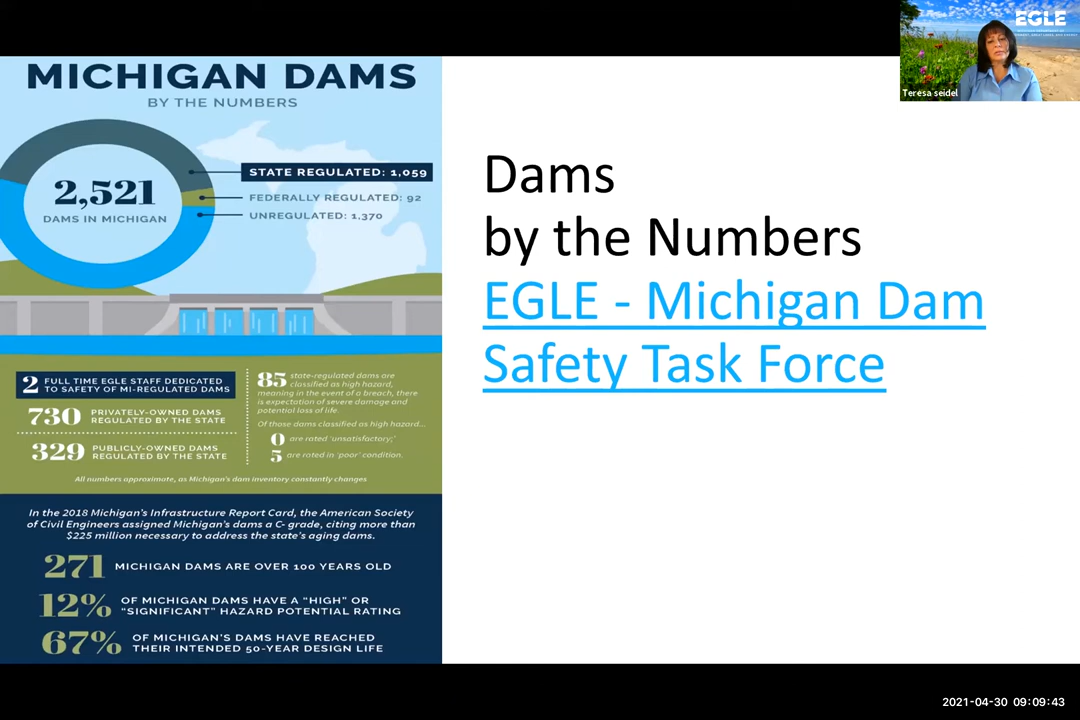 MICHIGAN DAMS
BY THE NUMBERS
2,521
DAMS IN MICHIGAN
STATE REGULATED: 1,059
FEDERALLY REGULATED: 92
UNREGULATED: 1,370
2 FULL TIME EGLE STAFF DEDICATED
TO SAFETY OF MI-REGULATED DAMS
730 PRIVATELY-OWNED DAMS
REGULATED BY THE STATE
329 PUBLICLY-OWNED DAMS
REGULATED BY THE STATE
85 state-regulated dams are
classified as high hazard,
meaning in the event of a breach, there
is expectation of severe damage and
potential loss of life.
Of those dams classified as high hazard...
0 are rated 'unsatisfactory;'
5 are rated in 'poor' condition.
All numbers approximate, as Michigan's dam inventory constantly changes
In the 2018 Michigan's Infrastructure Report Card, the American Society
of Civil Engineers assigned Michigan's dams a C- grade, citing more than
$225 million necessary to address the state's aging dams.
271 MICHIGAN DAMS ARE OVER 100 YEARS OLD
12% OF MICHIGAN DAMS HAVE A "HIGH" OR
"SIGNIFICANT" HAZARD POTENTIAL RATING
67% OF MICHIGAN'S DAMS HAVE REACHED
THEIR INTENDED 50-YEAR DESIGN LIFE
Dams
by the Numbers
EGLE - Michigan Dam
Safety Task Force
EGLE
Teresa seidel
2021-04-30 09:09:43